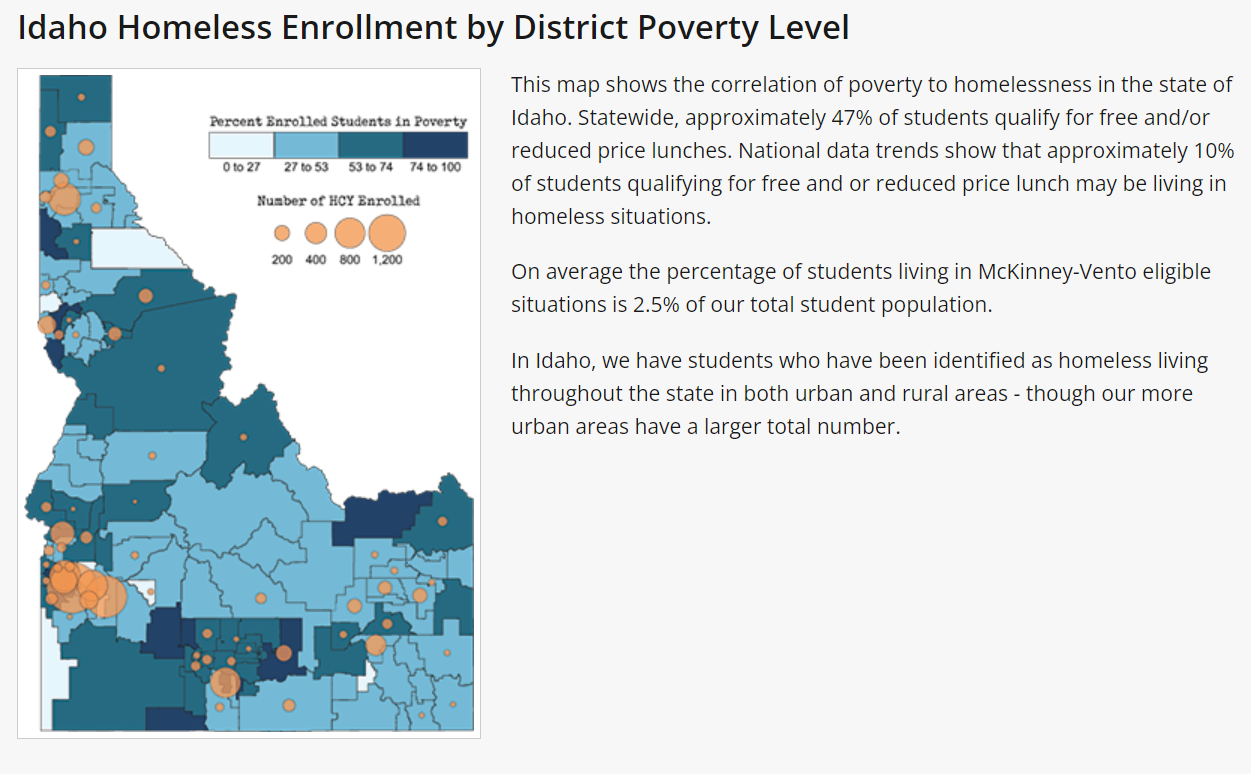 Idaho Homeless Enrollment by District Poverty Level
Percent Enrolled Students in Poverty
0 to 27 27 to 53 53 to 74 74 to 100
Number of HCY Enrolled
200 400 800 1,200
This map shows the correlation of poverty to homelessness in the state of
Idaho. Statewide, approximately 47% of students qualify for free and/or
reduced price lunches. National data trends show that approximately 10%
of students qualifying for free and or reduced price lunch may be living in
homeless situations.
On average the percentage of students living in McKinney-Vento eligible
situations is 2.5% of our total student population.
In Idaho, we have students who have been identified as homeless living
throughout the state in both urban and rural areas - though our more
urban areas have a larger total number.